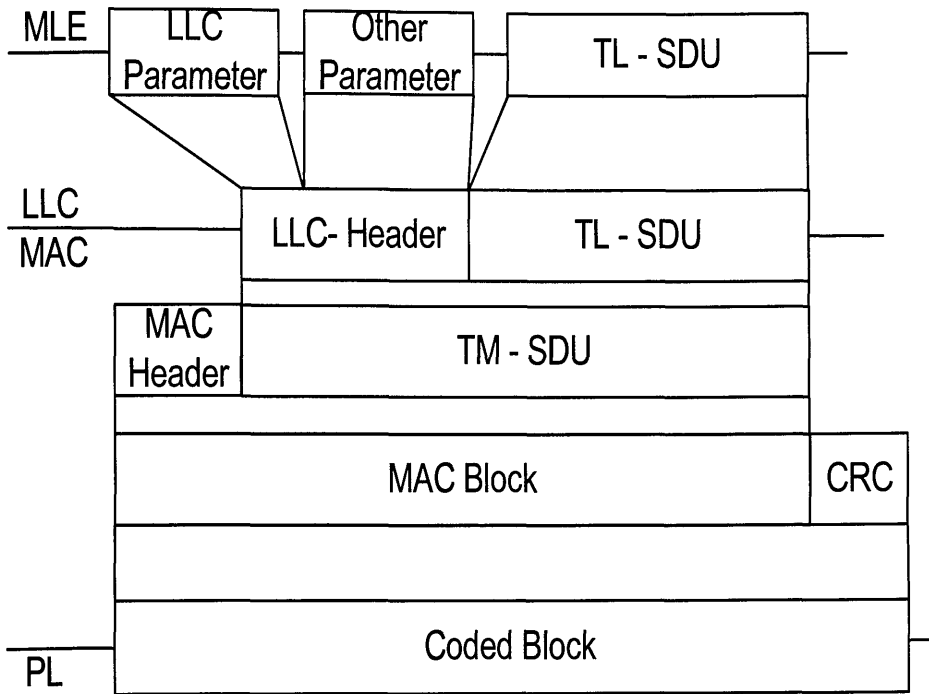 MLE
LLC
Parameter
Other
Parameter
TL - SDU
LLC
MAC
LLC- Header
TL - SDU
MAC
Header
TM - SDU
MAC Block
CRC
PL
Coded Block